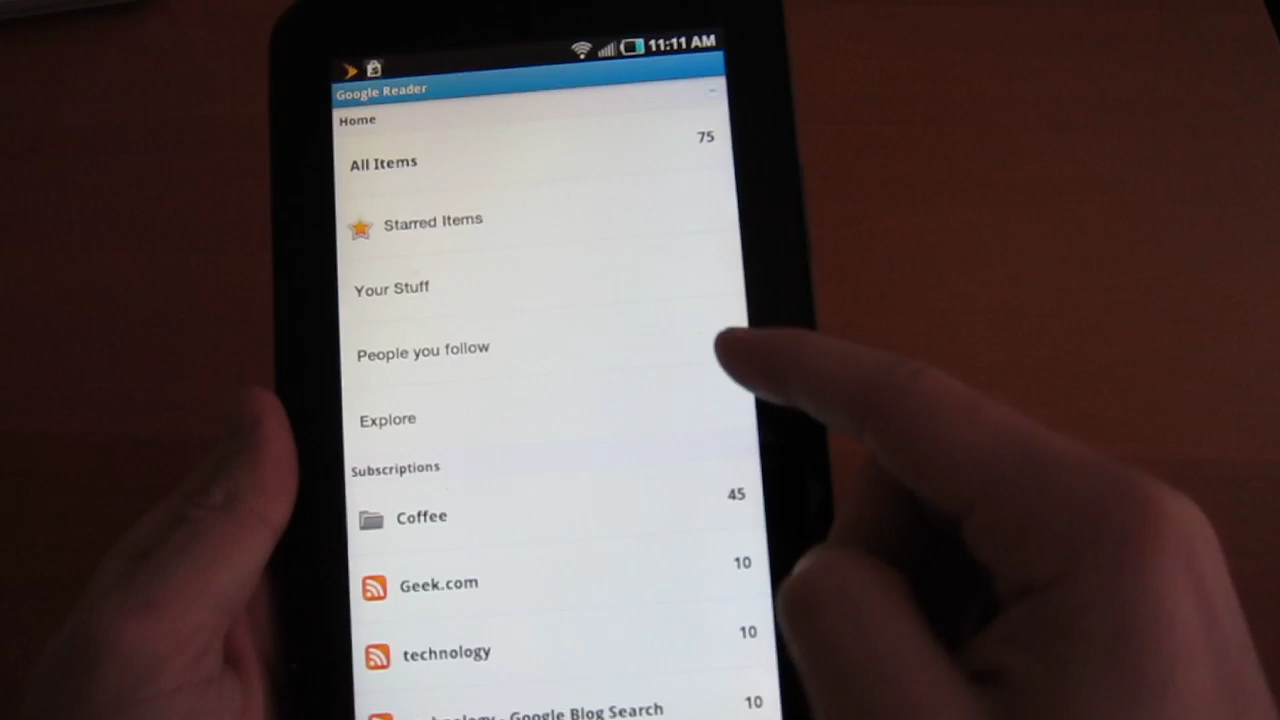 11:11 AM
Google Reader
Home
All Items 75
Starred Items
Your Stuff
People you follow
Explore
Subscriptions
Coffee 45
Geek.com 10
technology 10
technology - Google Blog Search 10